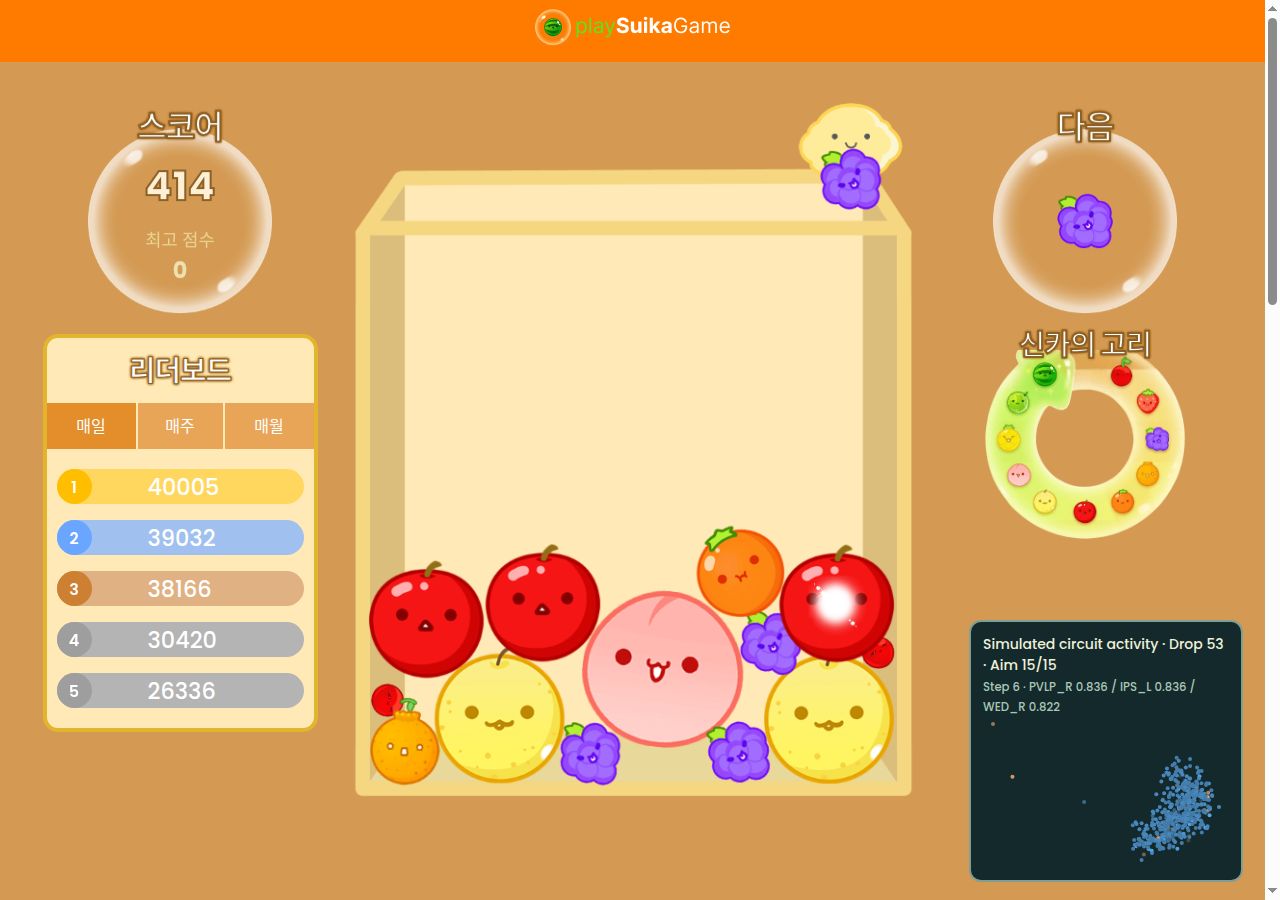 playSuikaGame
스코어
414
최고 점수
0
다음
리더보드
매일
매주
매월
1
40005
2
39032
3
38166
4
30420
5
26336
신카의 고리
Simulated circuit activity · Drop 53
· Aim 15/15
Step 6 · PVLP_R 0.836 / IPS_L 0.836 /
WED_R 0.822